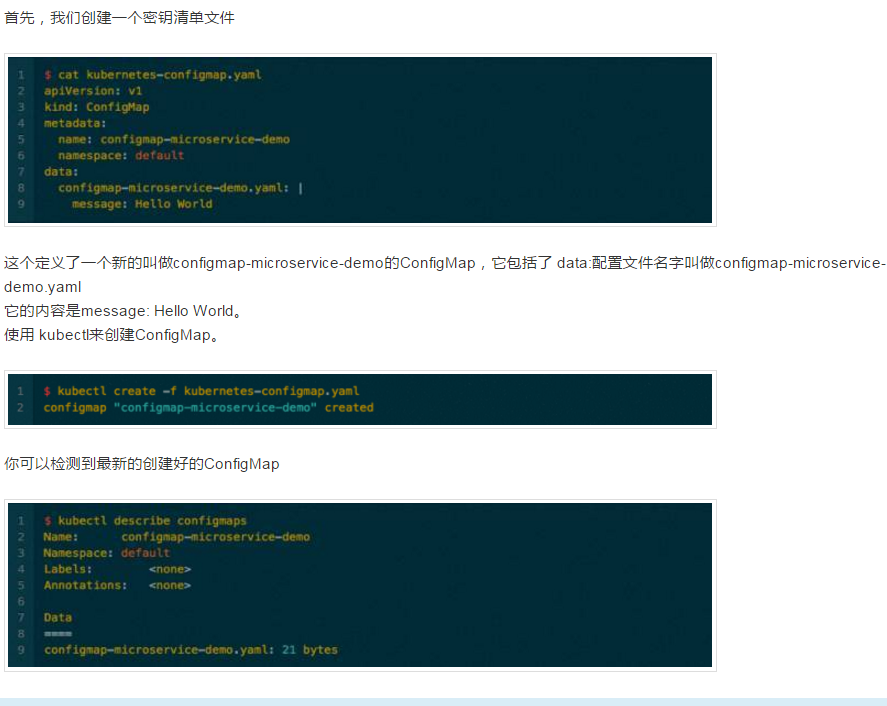 首先，我们创建一个密钥清单文件
1 $ cat kubernetes-configmap.yaml
2 apiVersion: v1
3 kind: ConfigMap
4 metadata:
5   name: configmap-microservice-demo
6   namespace: default
7 data:
8   configmap-microservice-demo.yaml: |
9     message: Hello World
这个定义了一个新的叫做configmap-microservice-demo的ConfigMap，它包括了 data:配置文件名字叫做configmap-microservice-
demo.yaml
它的内容是message: Hello World。
使用 kubectl来创建ConfigMap。
1 $ kubectl create -f kubernetes-configmap.yaml
2 configmap "configmap-microservice-demo" created
你可以检测到最新的创建好的ConfigMap
1 $ kubectl describe configmaps
2 Name:      configmap-microservice-demo
3 Namespace: default
4 Labels:        <none>
5 Annotations:   <none>
6
7 Data
8 ====
9 configmap-microservice-demo.yaml: 21 bytes